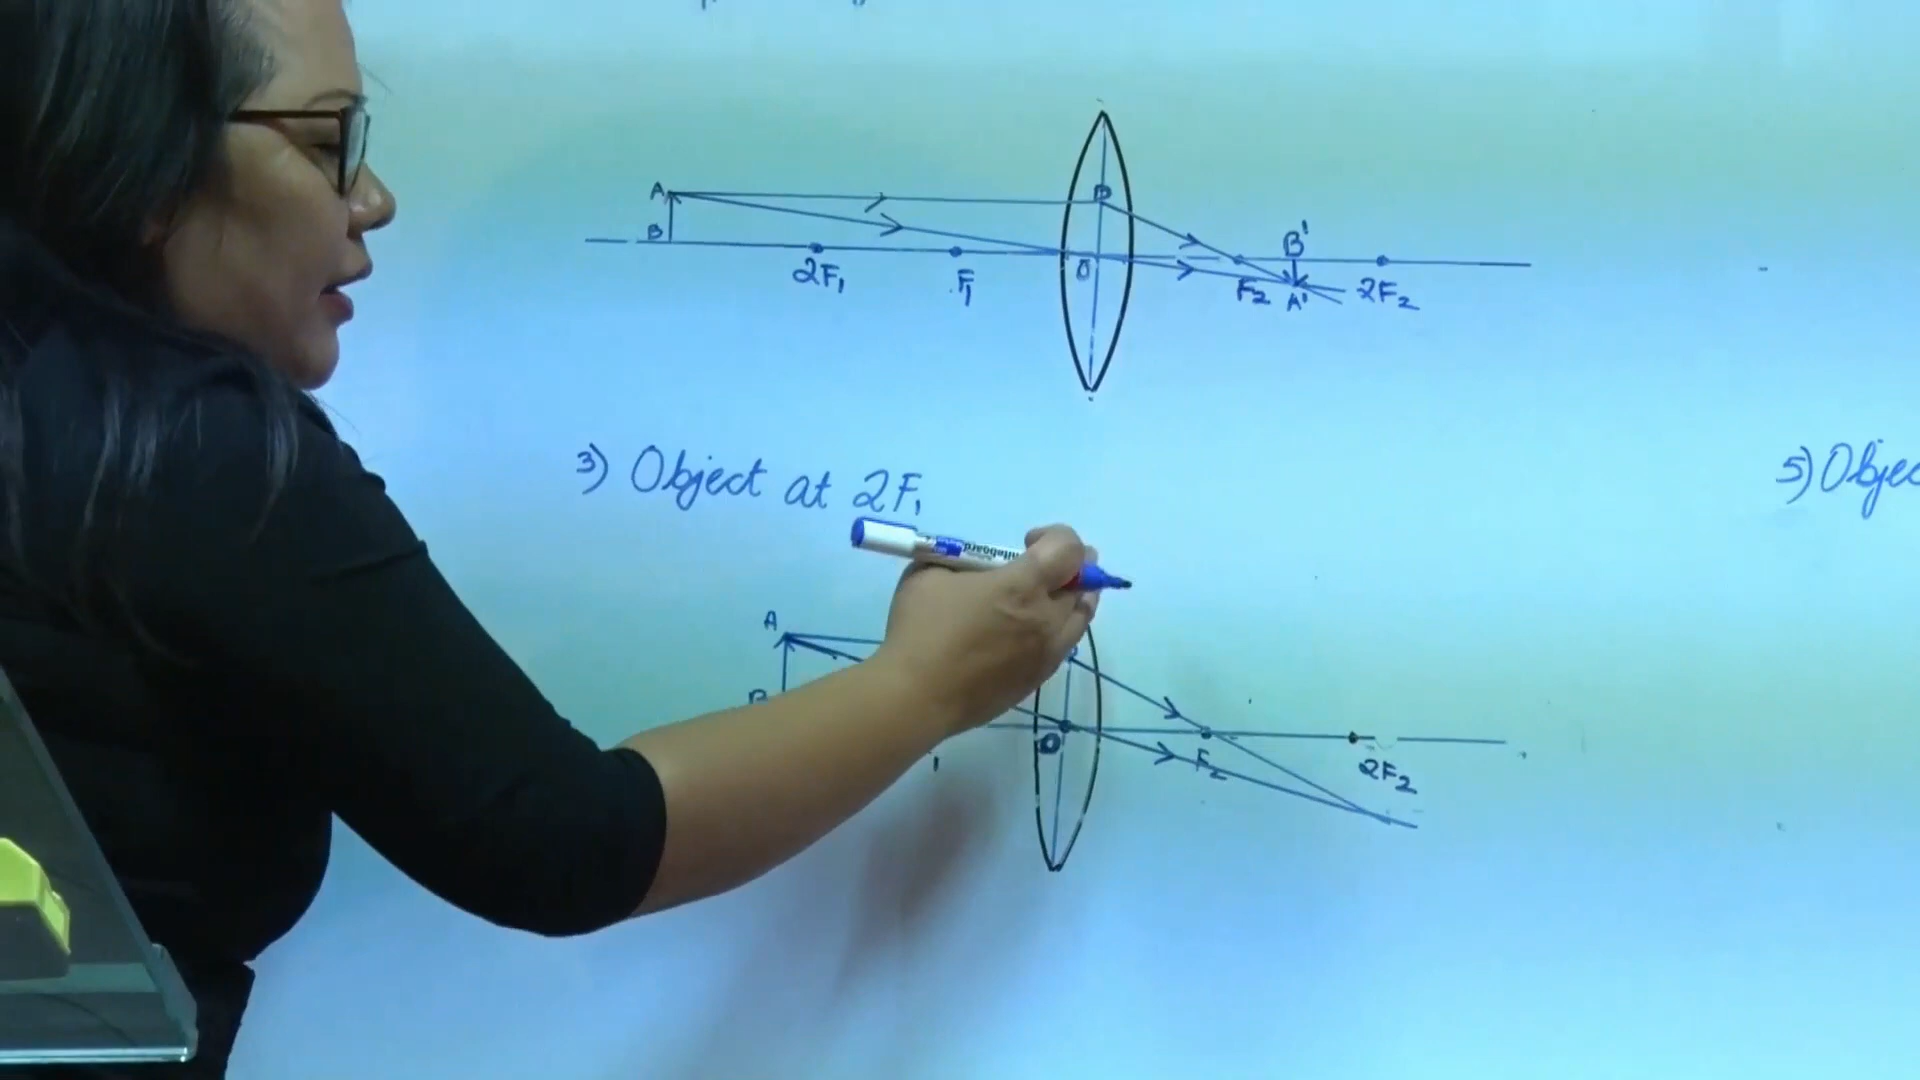 A
D
B
B'
O
2F₁
F₁
F₂
A'
2F₂
3) Object at 2F₁
5) Objec
A
B
O
F₂
2F₂